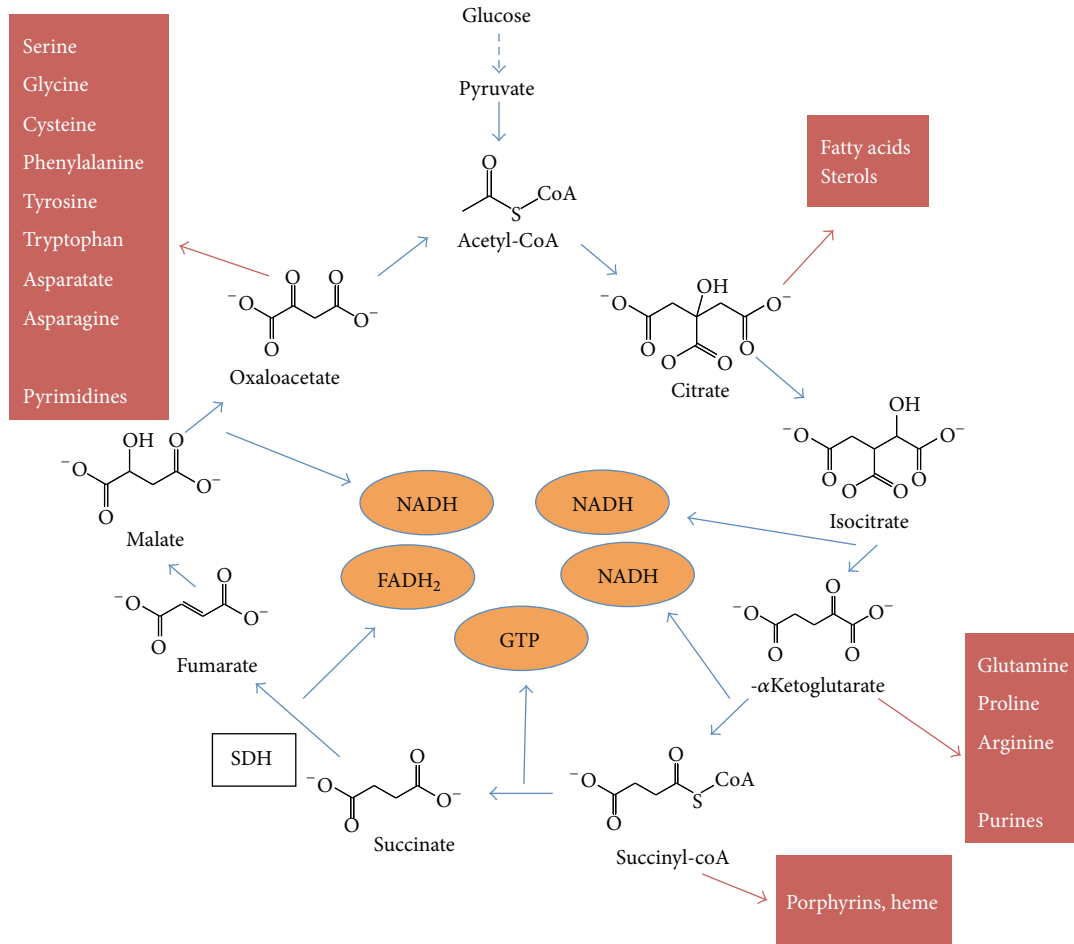 Glucose
Pyruvate
O
S
CoA
Acetyl-CoA
Serine
Glycine
Cysteine
Phenylalanine
Tyrosine
Tryptophan
Asparatate
Asparagine
Pyrimidines
Fatty acids
Sterols
O
O
⁻O
O⁻
O
Oxaloacetate
OH
⁻O
O⁻
O
O
O
O
Citrate
OH
⁻O
O⁻
O
O
O
O
Isocitrate
OH
O
⁻O
O⁻
O
Malate
NADH
NADH
FADH₂
NADH
GTP
O
⁻O
O⁻
O
Fumarate
O
⁻O
O⁻
O
O
-αKetoglutarate
Glutamine
Proline
Arginine
Purines
SDH
O
⁻O
O⁻
O
Succinate
O
CoA
⁻O
S
O
Succinyl-coA
Porphyrins, heme